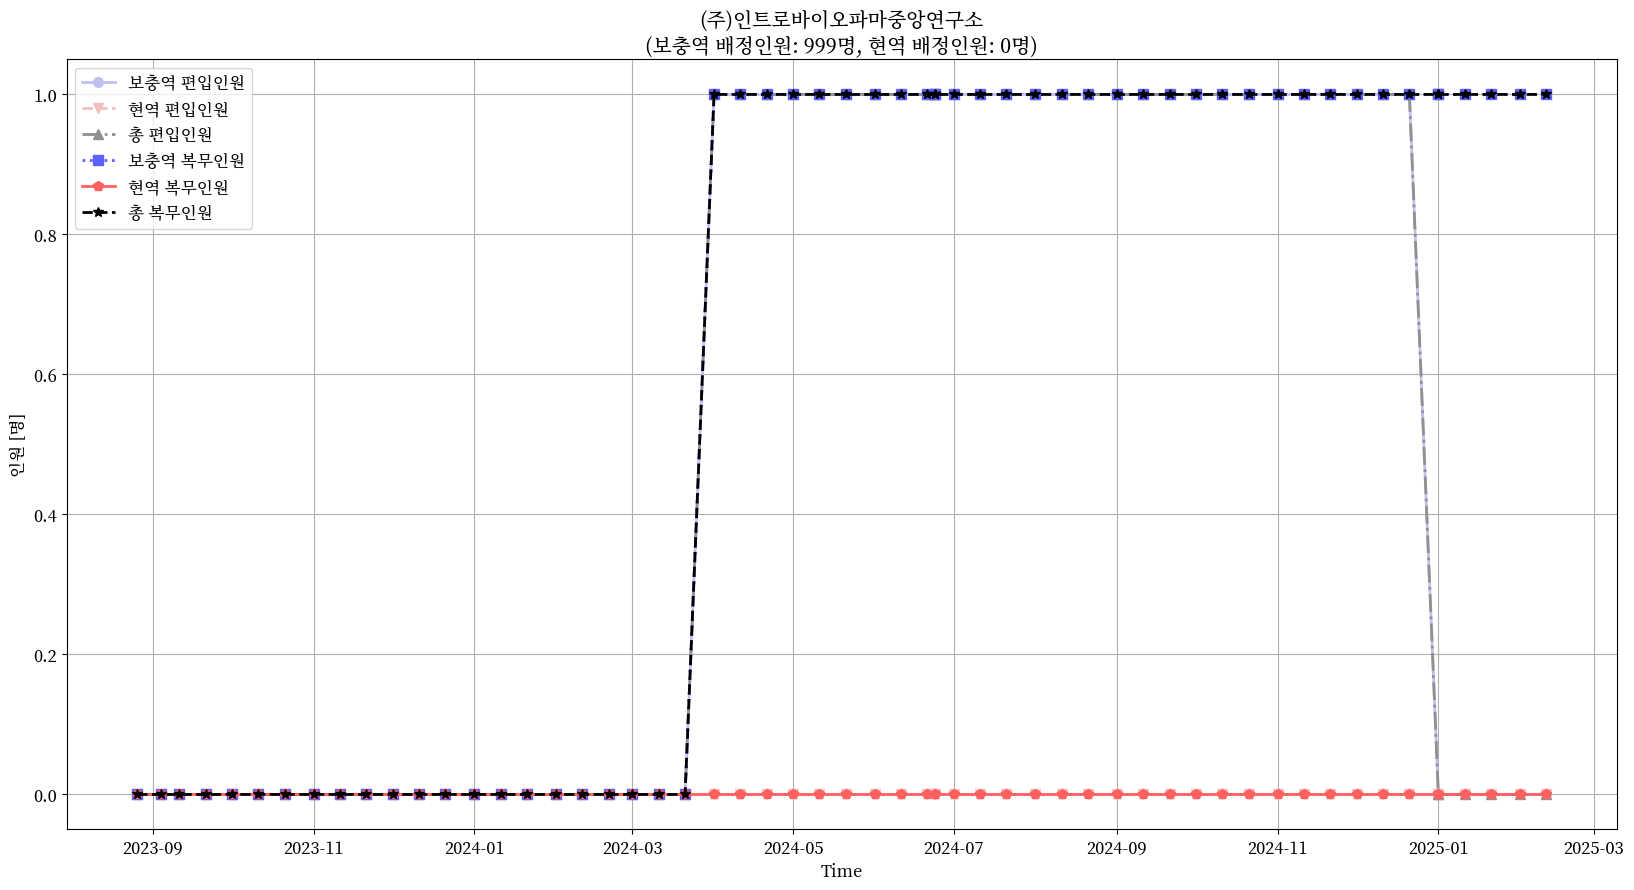 (주)인트로바이오파마중앙연구소
(보충역 배정인원: 999명, 현역 배정인원: 0명)
보충역 편입인원
현역 편입인원
총 편입인원
보충역 복무인원
현역 복무인원
총 복무인원
1.0
0.8
0.6
0.4
0.2
0.0
인원 [명]
2023-09
2023-11
2024-01
2024-03
2024-05
2024-07
2024-09
2024-11
2025-01
2025-03
Time